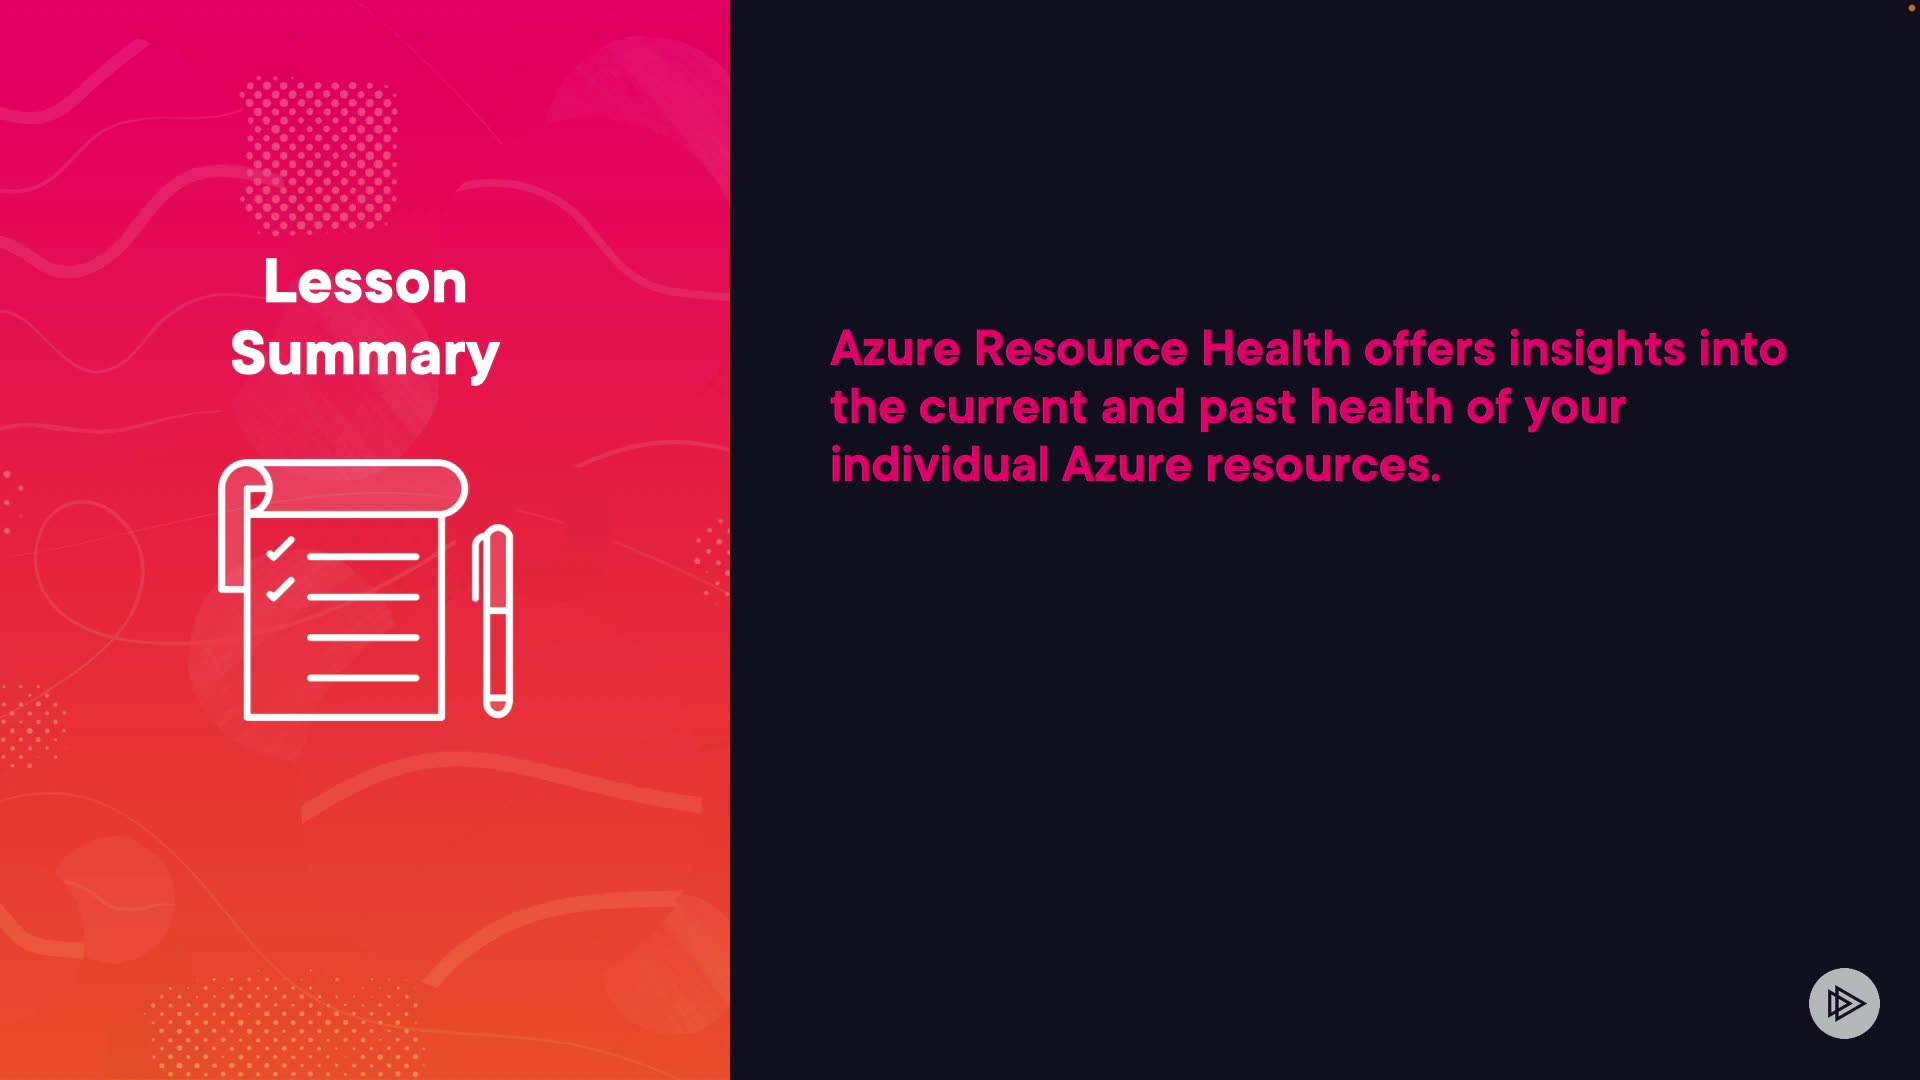 Lesson
Summary
Azure Resource Health offers insights into
the current and past health of your
individual Azure resources.